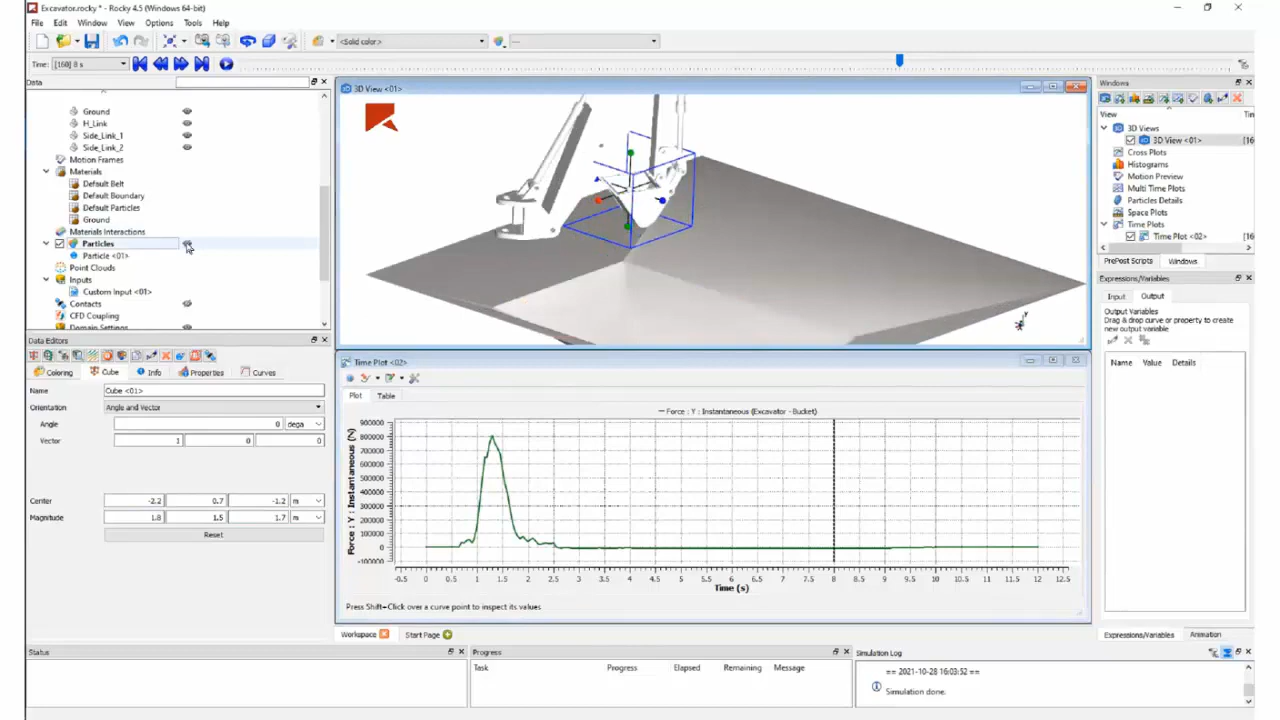 Excavator.rocky * - Rocky 4.5 (Windows 64-bit)
File Edit Window View Options Tools Help
<Solid color>
Time: [160] 8 s
Data
Ground
H_Link
Side_Link_1
Side_Link_2
Motion Frames
Materials
Default Belt
Default Boundary
Default Particles
Ground
Materials Interactions
Particles
Particle <01>
Point Clouds
Inputs
Custom Input <01>
Contacts
CFD Coupling
Domain Settings
Data Editors
Coloring Cube Info Properties Curves
Name Cube <01>
Orientation Angle and Vector
Angle 0 dega
Vector 1 0 0
Center -2.2 0.7 -1.2 m
Magnitude 1.8 1.5 1.7 m
Reset
3D View <01>
Y
Time Plot <02>
Plot Table
Force : Y : Instantaneous (Excavator - Bucket)
Force : Y : Instantaneous (N)
900000
800000
700000
600000
500000
400000
300000
200000
100000
0
-100000
-0.5 0 0.5 1 1.5 2 2.5 3 3.5 4 4.5 5 5.5 6 6.5 7 7.5 8 8.5 9 9.5 10 10.5 11 11.5 12 12.5
Time (s)
Press Shift+Click over a curve point to inspect its values
Workspace Start Page
Windows
View Tin
3D Views
3D View <01> [16
Cross Plots
Histograms
Motion Preview
Multi Time Plots
Particles Details
Space Plots
Time Plots
Time Plot <02> [16
PrePost Scripts Windows
Expressions/Variables
Input Output
Output Variables
Drag & drop curve or property to create
new output variable
Name Value Details
Expressions/Variables Animation
Status
Progress
Task Progress Elapsed Remaining Message
Simulation Log
== 2021-10-28 16:03:52 ==
Simulation done.